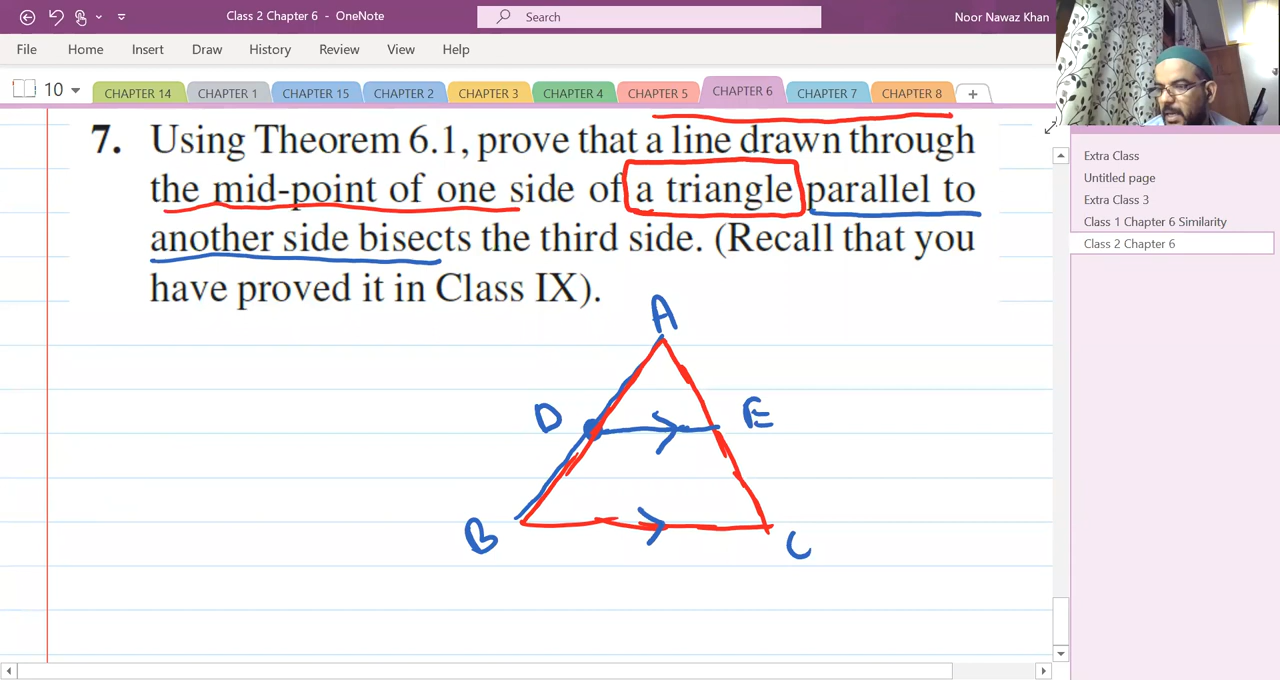 Class 2 Chapter 6 - OneNote
Search
Noor Nawaz Khan
File Home Insert Draw History Review View Help
10 CHAPTER 14 CHAPTER 1 CHAPTER 15 CHAPTER 2 CHAPTER 3 CHAPTER 4 CHAPTER 5 CHAPTER 6 CHAPTER 7 CHAPTER 8
7. Using Theorem 6.1, prove that a line drawn through
the mid-point of one side of a triangle parallel to
another side bisects the third side. (Recall that you
have proved it in Class IX).
A
D E
B C
Extra Class
Untitled page
Extra Class 3
Class 1 Chapter 6 Similarity
Class 2 Chapter 6